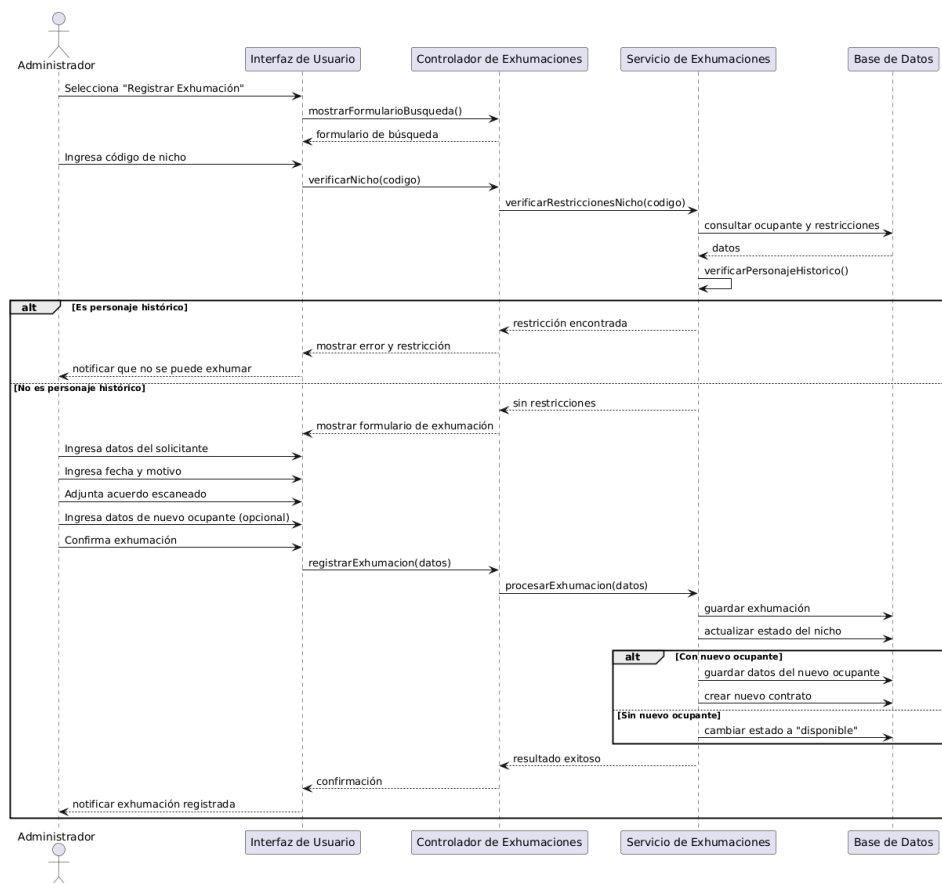 Administrador
Interfaz de Usuario
Controlador de Exhumaciones
Servicio de Exhumaciones
Base de Datos
Selecciona "Registrar Exhumación"
mostrarFormularioBusqueda()
formulario de búsqueda
Ingresa código de nicho
verificarNicho(codigo)
verificarRestriccionesNicho(codigo)
consultar ocupante y restricciones
datos
verificarPersonajeHistorico()
alt
[Es personaje histórico]
restricción encontrada
mostrar error y restricción
notificar que no se puede exhumar
[No es personaje histórico]
sin restricciones
mostrar formulario de exhumación
Ingresa datos del solicitante
Ingresa fecha y motivo
Adjunta acuerdo escaneado
Ingresa datos de nuevo ocupante (opcional)
Confirma exhumación
registrarExhumacion(datos)
procesarExhumacion(datos)
guardar exhumación
actualizar estado del nicho
alt
[Con nuevo ocupante]
guardar datos del nuevo ocupante
crear nuevo contrato
[Sin nuevo ocupante]
cambiar estado a "disponible"
resultado exitoso
confirmación
notificar exhumación registrada
Administrador
Interfaz de Usuario
Controlador de Exhumaciones
Servicio de Exhumaciones
Base de Datos